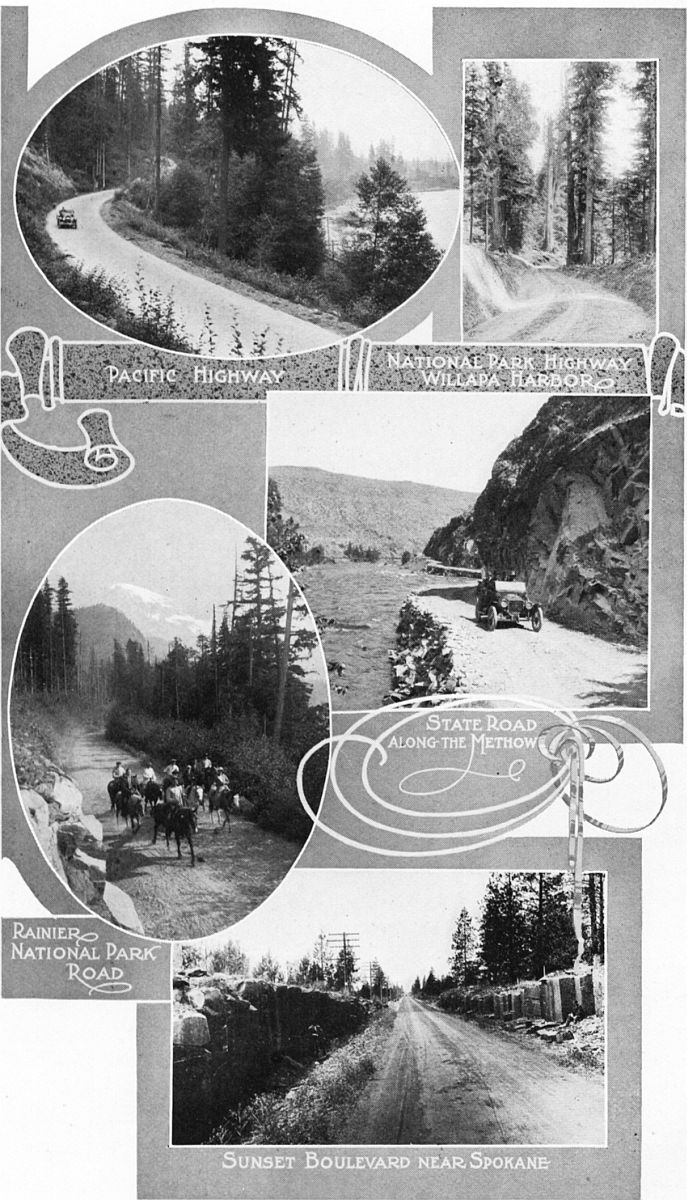 PACIFIC HIGHWAY
NATIONAL PARK HIGHWAY
WILLAPA HARBOR
STATE ROAD
ALONG-THE METHOW
RAINIER
NATIONAL PARK
ROAD
SUNSET BOULEVARD NEAR SPOKANE